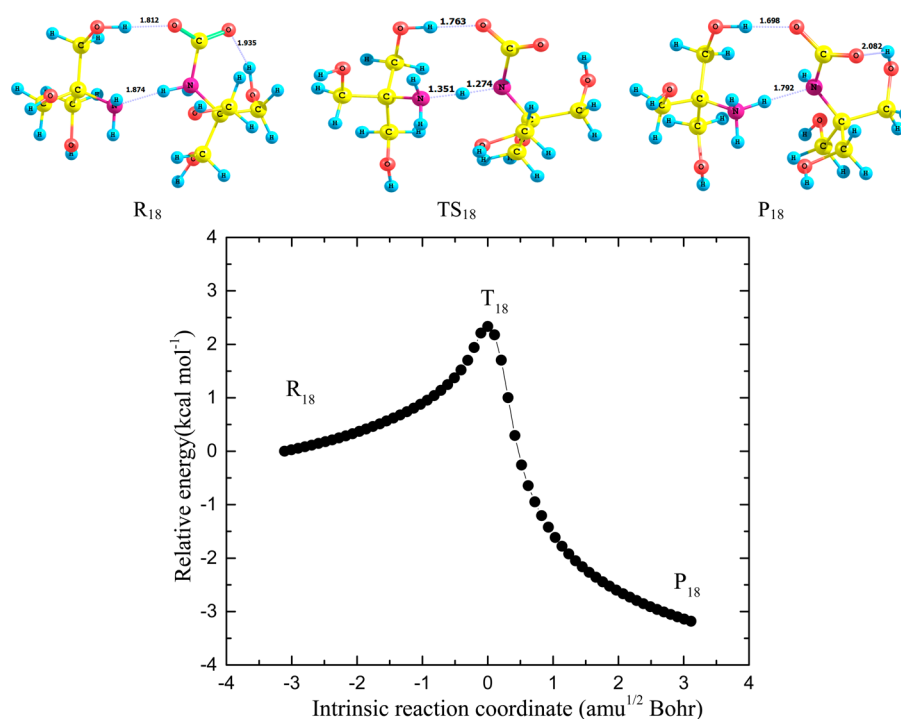 1.812
1.935
1.874
R18
1.763
1.351
1.274
TS18
1.698
2.082
1.792
P18
4
3
2
1
0
-1
-2
-3
-4
Relative energy(kcal mol-1)
T18
R18
P18
-4 -3 -2 -1 0 1 2 3 4
Intrinsic reaction coordinate (amu1/2 Bohr)